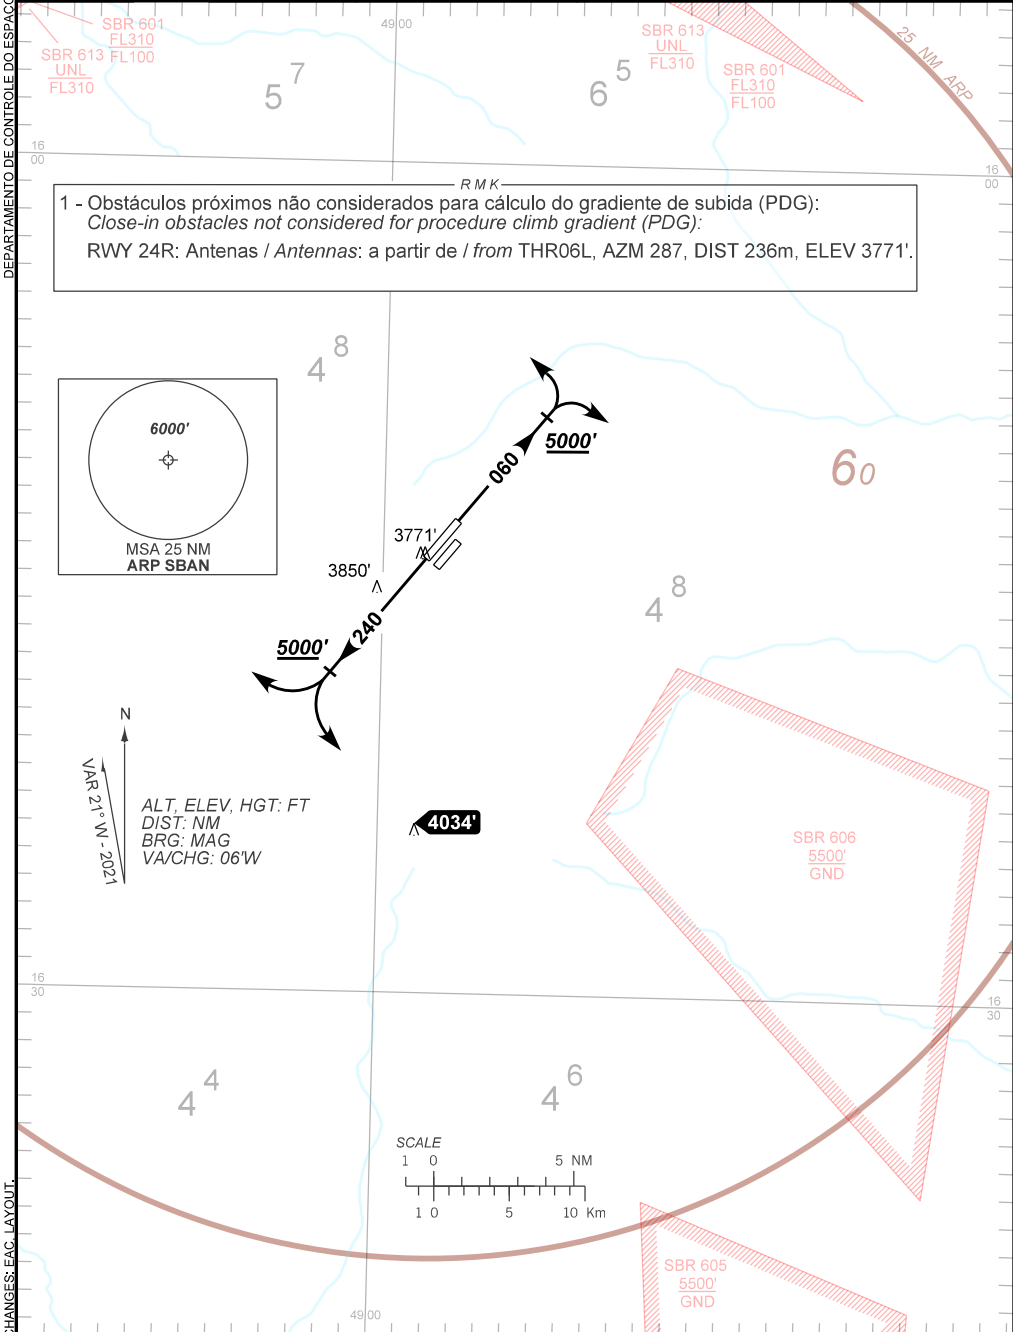 DEPARTAMENTO DE CONTROLE DO ESPAÇO
49 00
SBR 601
FL310
FL100
SBR 613
UNL
FL310
SBR 613
UNL
FL310
SBR 601
FL310
FL100
25 NM ARP
5 7
6 5
16
00
16
00
RMK
1 - Obstáculos próximos não considerados para cálculo do gradiente de subida (PDG):
Close-in obstacles not considered for procedure climb gradient (PDG):
RWY 24R: Antenas / Antennas: a partir de / from THR06L, AZM 287, DIST 236m, ELEV 3771'.
4 8
6000'
MSA 25 NM
ARP SBAN
5000'
060
60
3771'
3850'
240
5000'
4 8
N
VAR 21° W - 2021
ALT, ELEV, HGT: FT
DIST: NM
BRG: MAG
VA/CHG: 06'W
4034'
SBR 606
5500'
GND
16
30
16
30
4 4
4 6
SCALE
1 0 5 NM
1 0 5 10 Km
SBR 605
5500'
GND
49 00
CHANGES: EAC, LAYOUT.